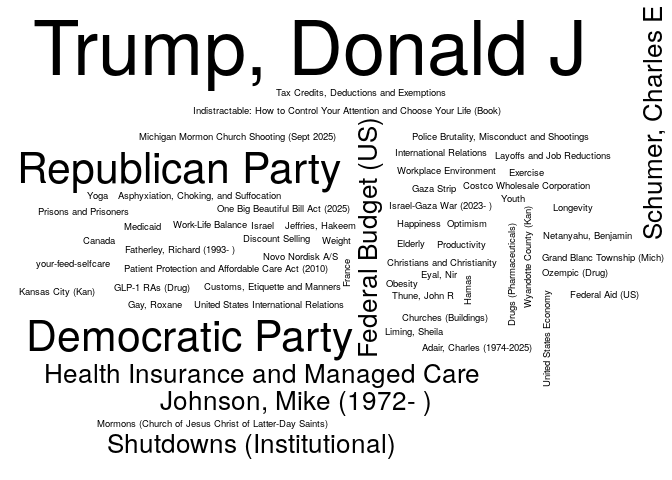 Trump, Donald J
Schumer, Charles E
Tax Credits, Deductions and Exemptions
Indistractable: How to Control Your Attention and Choose Your Life (Book)
Michigan Mormon Church Shooting (Sept 2025)
Police Brutality, Misconduct and Shootings
Republican Party
Federal Budget (US)
International Relations
Layoffs and Job Reductions
Workplace Environment
Exercise
Gaza Strip
Costco Wholesale Corporation
Yoga
Asphyxiation, Choking, and Suffocation
Youth
Prisons and Prisoners
One Big Beautiful Bill Act (2025)
Israel-Gaza War (2023- )
Longevity
Medicaid
Work-Life Balance
Israel
Jeffries, Hakeem
Happiness
Optimism
Canada
Discount Selling
Weight
Netanyahu, Benjamin
Fatherley, Richard (1993- )
Elderly
Productivity
Novo Nordisk A/S
Grand Blanc Township (Mich)
your-feed-selfcare
Patient Protection and Affordable Care Act (2010)
France
Christians and Christianity
Eyal, Nir
Drugs (Pharmaceuticals)
Wyandotte County (Kan)
Ozempic (Drug)
Kansas City (Kan)
GLP-1 RAs (Drug)
Customs, Etiquette and Manners
Obesity
Hamas
Thune, John R
Federal Aid (US)
Gay, Roxane
United States International Relations
Churches (Buildings)
United States Economy
Democratic Party
Liming, Sheila
Adair, Charles (1974-2025)
Health Insurance and Managed Care
Johnson, Mike (1972- )
Mormons (Church of Jesus Christ of Latter-Day Saints)
Shutdowns (Institutional)